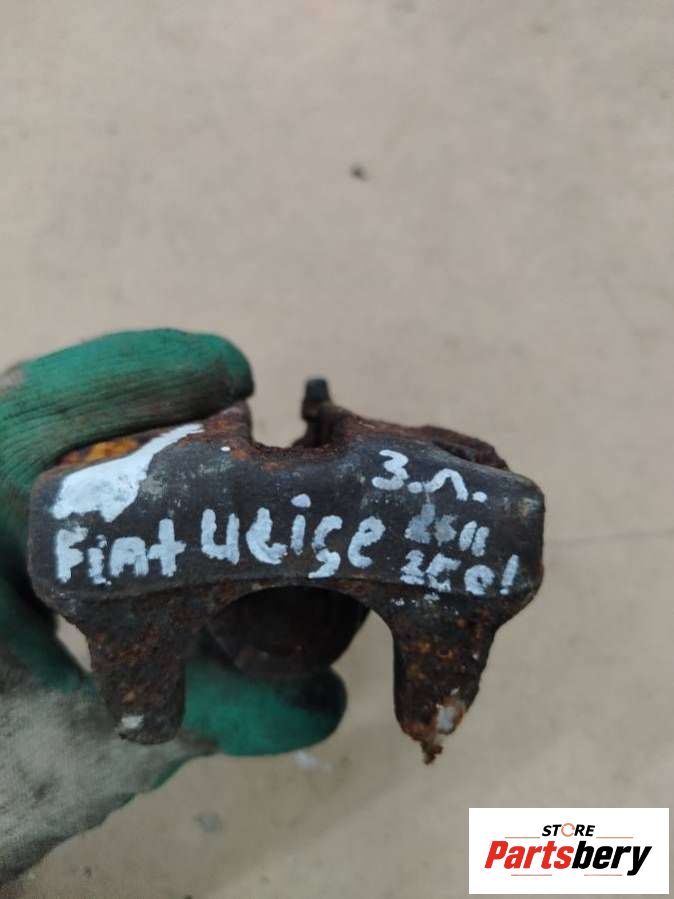 3.л.
Fiat Ulise
STORE
Partsbery